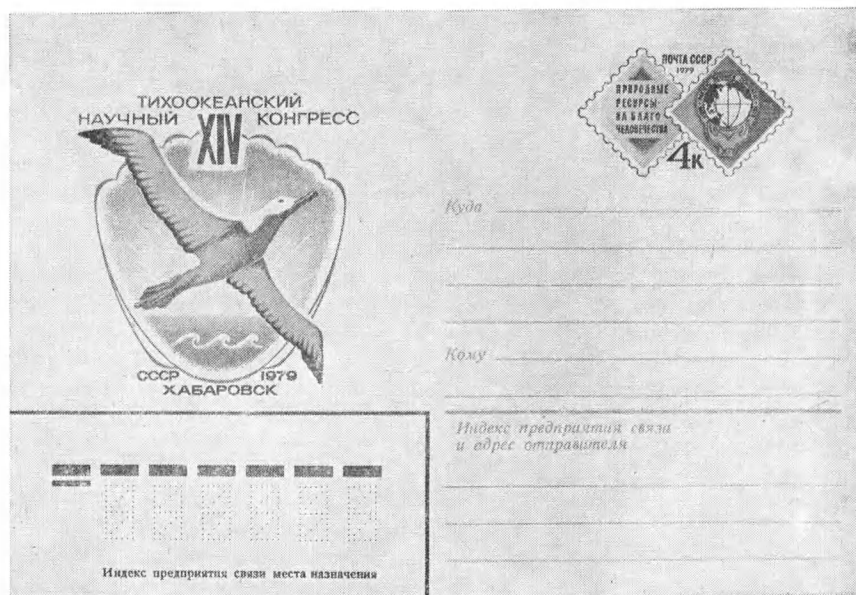 ТИХООКЕАНСКИЙ
НАУЧНЫЙ XIV КОНГРЕСС
СССР 1979
ХАБАРОВСК
ПОЧТА СССР
1979
ПРИРОДНЫЕ
РЕСУРСЫ
НА БЛАГО
ЧЕЛОВЕЧЕСТВА
4к
Куда
Кому
Индекс предприятия связи
и адрес отправителя
Индекс предприятия связи места назначения